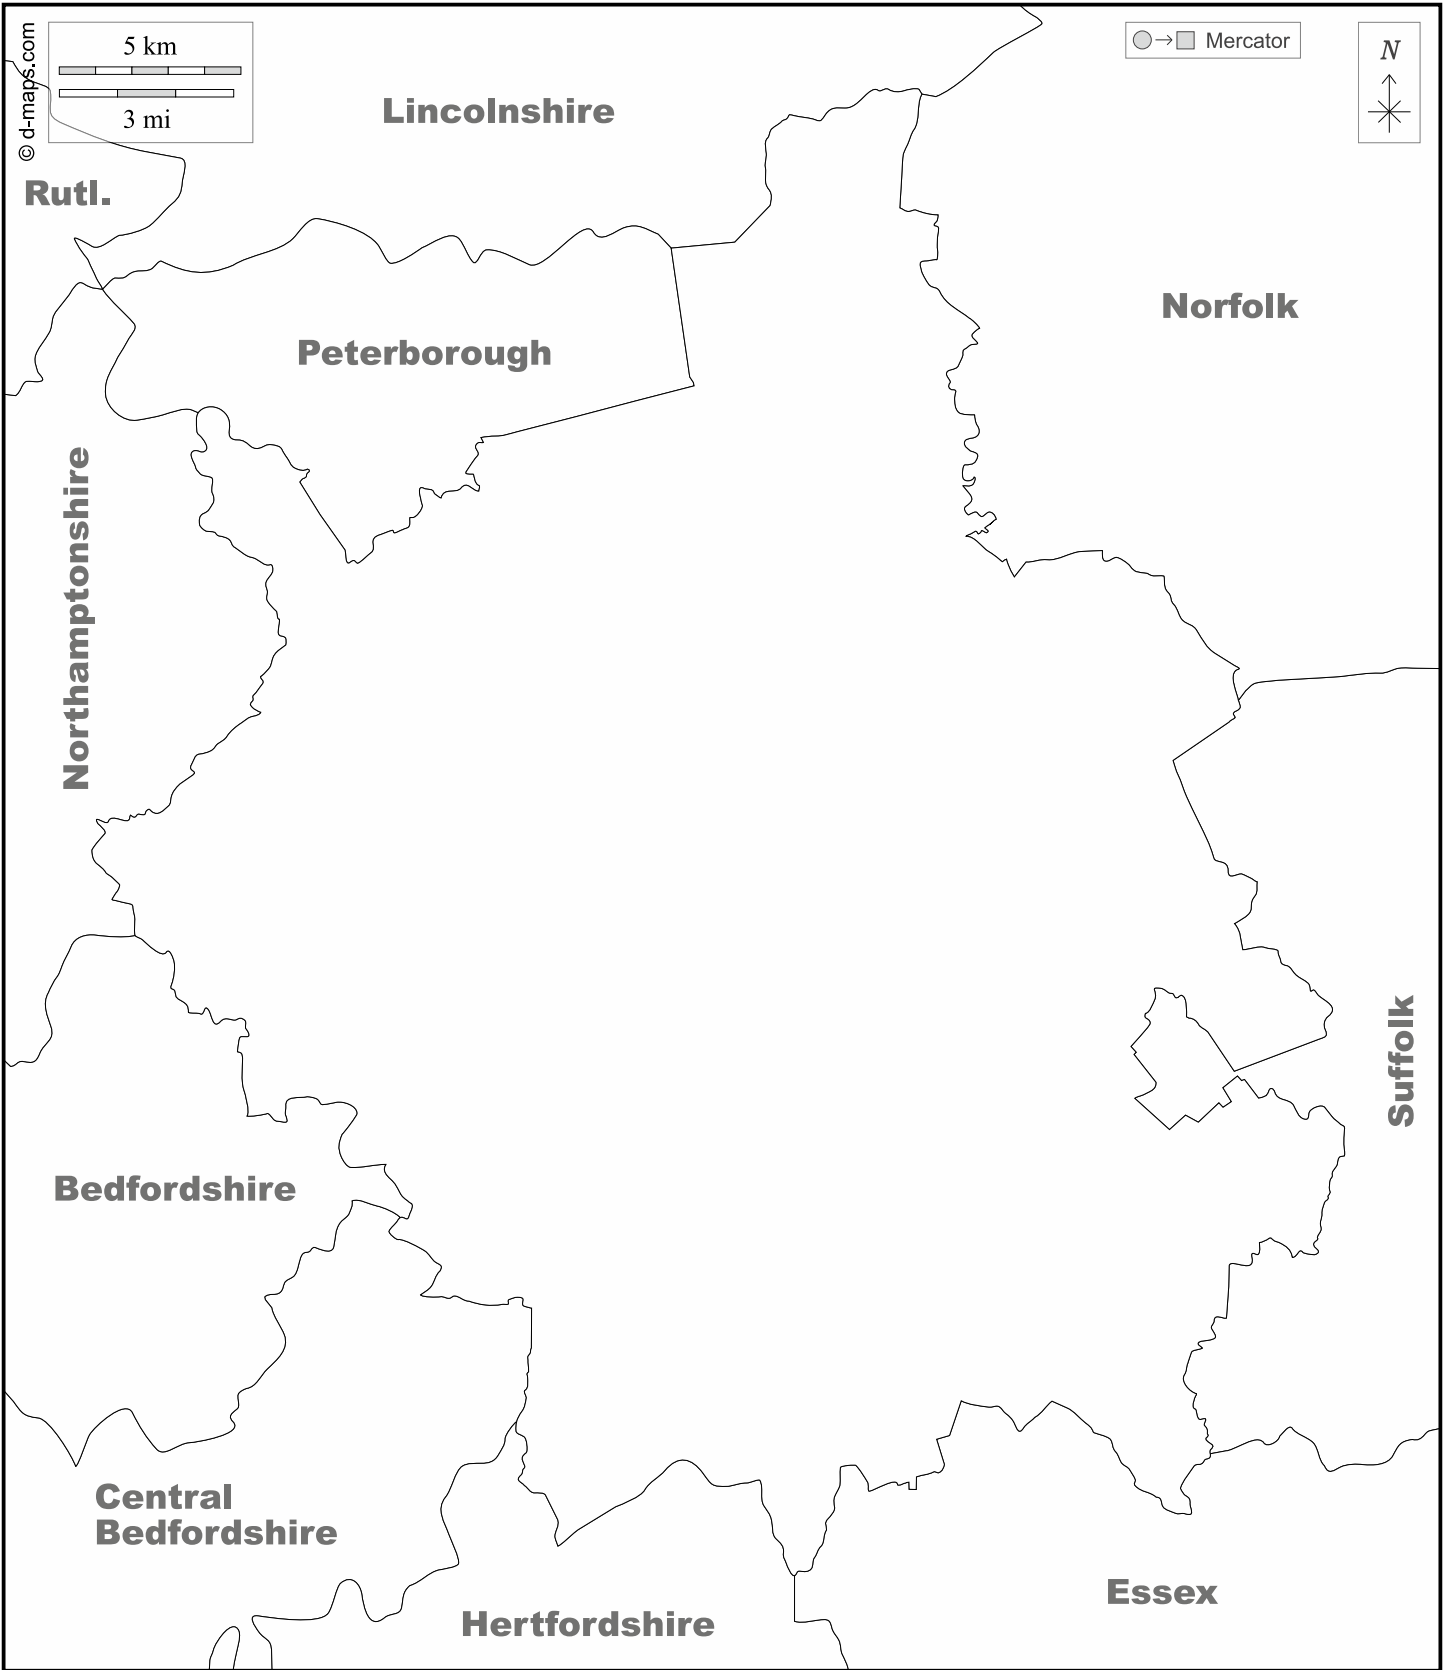 5 km
3 mi
© d-maps.com
Mercator
N
Lincolnshire
Rutl.
Norfolk
Peterborough
Northamptonshire
Suffolk
Bedfordshire
Central
Bedfordshire
Hertfordshire
Essex